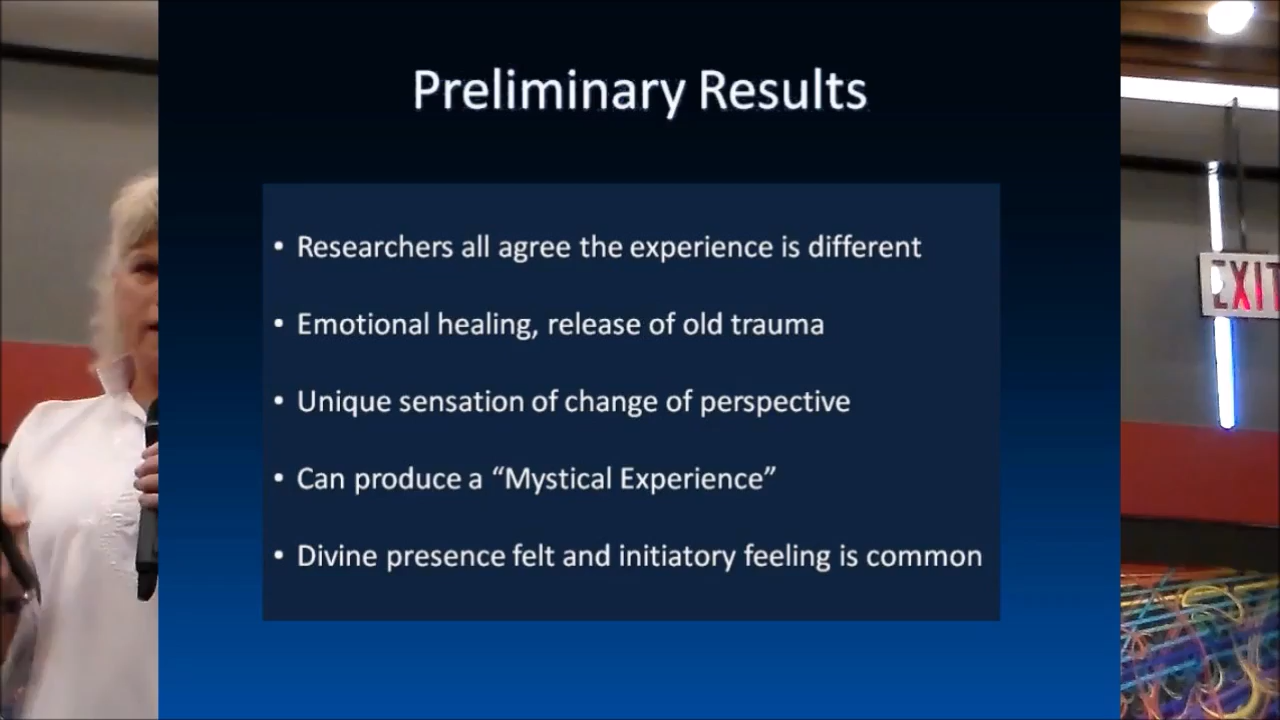 Preliminary Results
• Researchers all agree the experience is different
• Emotional healing, release of old trauma
• Unique sensation of change of perspective
• Can produce a “Mystical Experience”
• Divine presence felt and initiatory feeling is common
EXIT